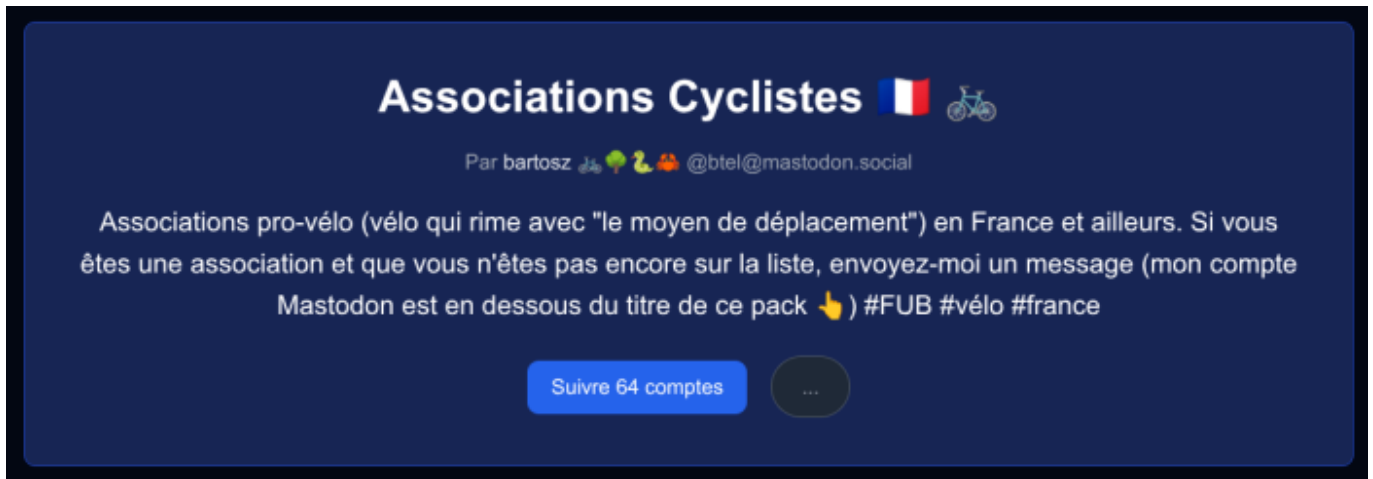 Associations Cyclistes 🇫🇷 🚲
Par bartosz 🚲🌳🐍🦀 @btel@mastodon.social
Associations pro-vélo (vélo qui rime avec "le moyen de déplacement") en France et ailleurs. Si vous
êtes une association et que vous n'êtes pas encore sur la liste, envoyez-moi un message (mon compte
Mastodon est en dessous du titre de ce pack 👆) #FUB #vélo #france
Suivre 64 comptes
...